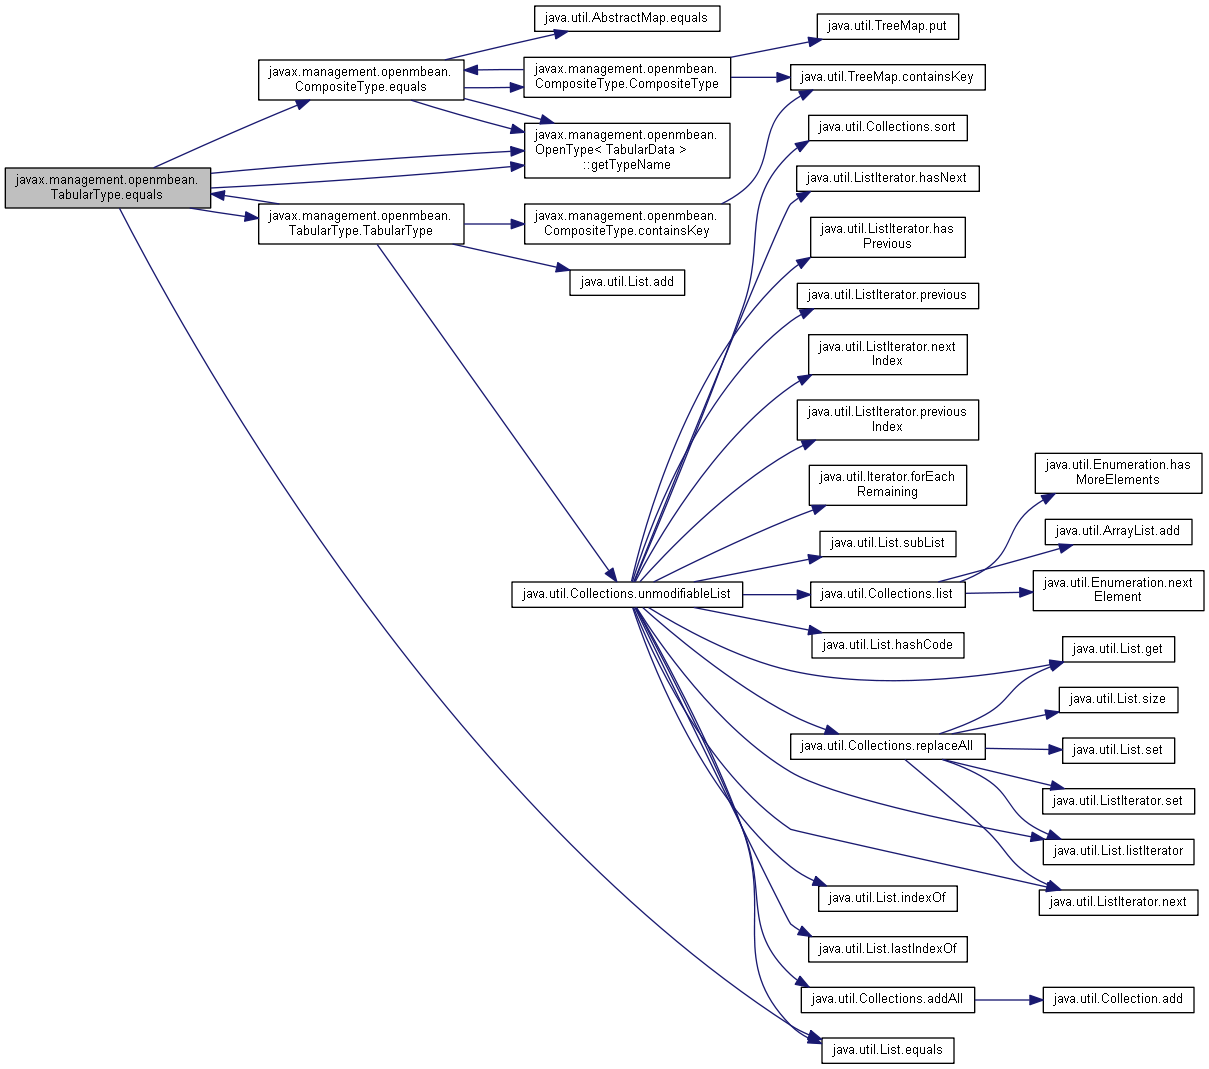 javax.management.openmbean.
TabularType.equals
javax.management.openmbean.
CompositeType.equals
javax.management.openmbean.
TabularType.TabularType
java.util.AbstractMap.equals
javax.management.openmbean.
CompositeType.CompositeType
javax.management.openmbean.
OpenType< TabularData >
::getTypeName
javax.management.openmbean.
CompositeType.containsKey
java.util.List.add
java.util.Collections.unmodifiableList
java.util.TreeMap.put
java.util.TreeMap.containsKey
java.util.Collections.sort
java.util.ListIterator.hasNext
java.util.ListIterator.has
Previous
java.util.ListIterator.previous
java.util.ListIterator.next
Index
java.util.ListIterator.previous
Index
java.util.Iterator.forEach
Remaining
java.util.List.subList
java.util.Collections.list
java.util.List.hashCode
java.util.Collections.replaceAll
java.util.List.indexOf
java.util.List.lastIndexOf
java.util.Collections.addAll
java.util.List.equals
java.util.Enumeration.has
MoreElements
java.util.ArrayList.add
java.util.Enumeration.next
Element
java.util.List.get
java.util.List.size
java.util.List.set
java.util.ListIterator.set
java.util.List.listIterator
java.util.ListIterator.next
java.util.Collection.add